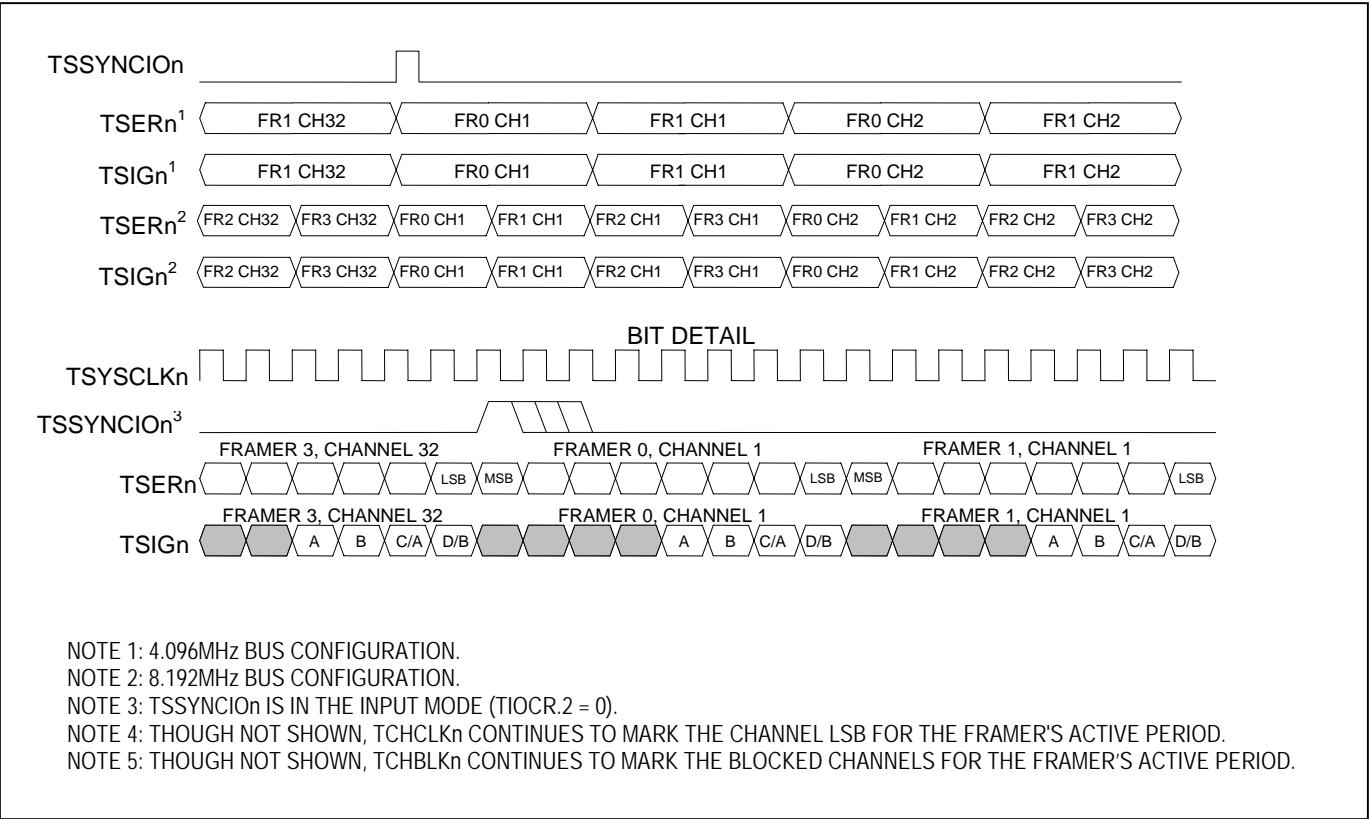 TSSYNCIOn
TSERn1 FR1 CH32 FR0 CH1 FR1 CH1 FR0 CH2 FR1 CH2
TSIGn1 FR1 CH32 FR0 CH1 FR1 CH1 FR0 CH2 FR1 CH2
TSERn2 FR2 CH32 FR3 CH32 FR0 CH1 FR1 CH1 FR2 CH1 FR3 CH1 FR0 CH2 FR1 CH2 FR2 CH2 FR3 CH2
TSIGn2 FR2 CH32 FR3 CH32 FR0 CH1 FR1 CH1 FR2 CH1 FR3 CH1 FR0 CH2 FR1 CH2 FR2 CH2 FR3 CH2
BIT DETAIL
TSYSCLKn
TSSYNCIOn3
FRAMER 3, CHANNEL 32 FRAMER 0, CHANNEL 1 FRAMER 1, CHANNEL 1
TSERn LSB MSB LSB MSB LSB
FRAMER 3, CHANNEL 32 FRAMER 0, CHANNEL 1 FRAMER 1, CHANNEL 1
TSIGn A B C/A D/B A B C/A D/B A B C/A D/B
NOTE 1: 4.096MHz BUS CONFIGURATION.
NOTE 2: 8.192MHz BUS CONFIGURATION.
NOTE 3: TSSYNCIOn IS IN THE INPUT MODE (TIOCR.2 = 0).
NOTE 4: THOUGH NOT SHOWN, TCHCLKn CONTINUES TO MARK THE CHANNEL LSB FOR THE FRAMER'S ACTIVE PERIOD.
NOTE 5: THOUGH NOT SHOWN, TCHBLKn CONTINUES TO MARK THE BLOCKED CHANNELS FOR THE FRAMER’S ACTIVE PERIOD.